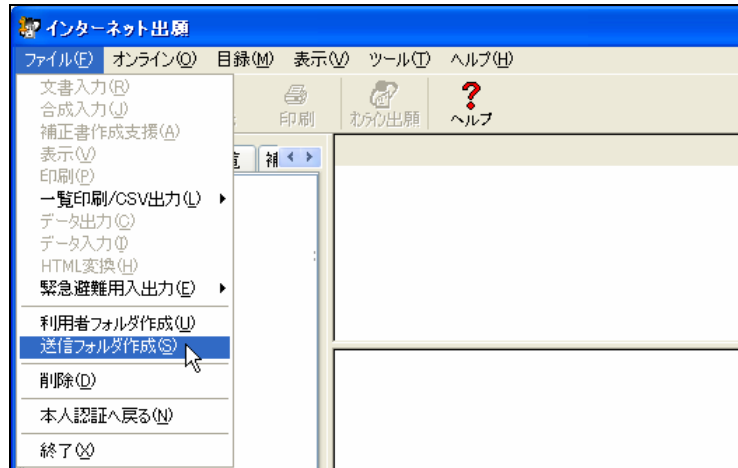 インターネット出願
ファイル(F) オンライン(O) 目録(M) 表示(V) ツール(T) ヘルプ(H)
文書入力(R)
合成入力(J)
補正書作成支援(A)
表示(V)
印刷(P)
一覧印刷/CSV出力(L)
データ出力(C)
データ入力(I)
HTML変換(H)
緊急避難用入出力(E)
利用者フォルダ作成(U)
送信フォルダ作成(S)
削除(D)
本人認証へ戻る(N)
終了(X)
印刷 オンライン出願 ヘルプ
補